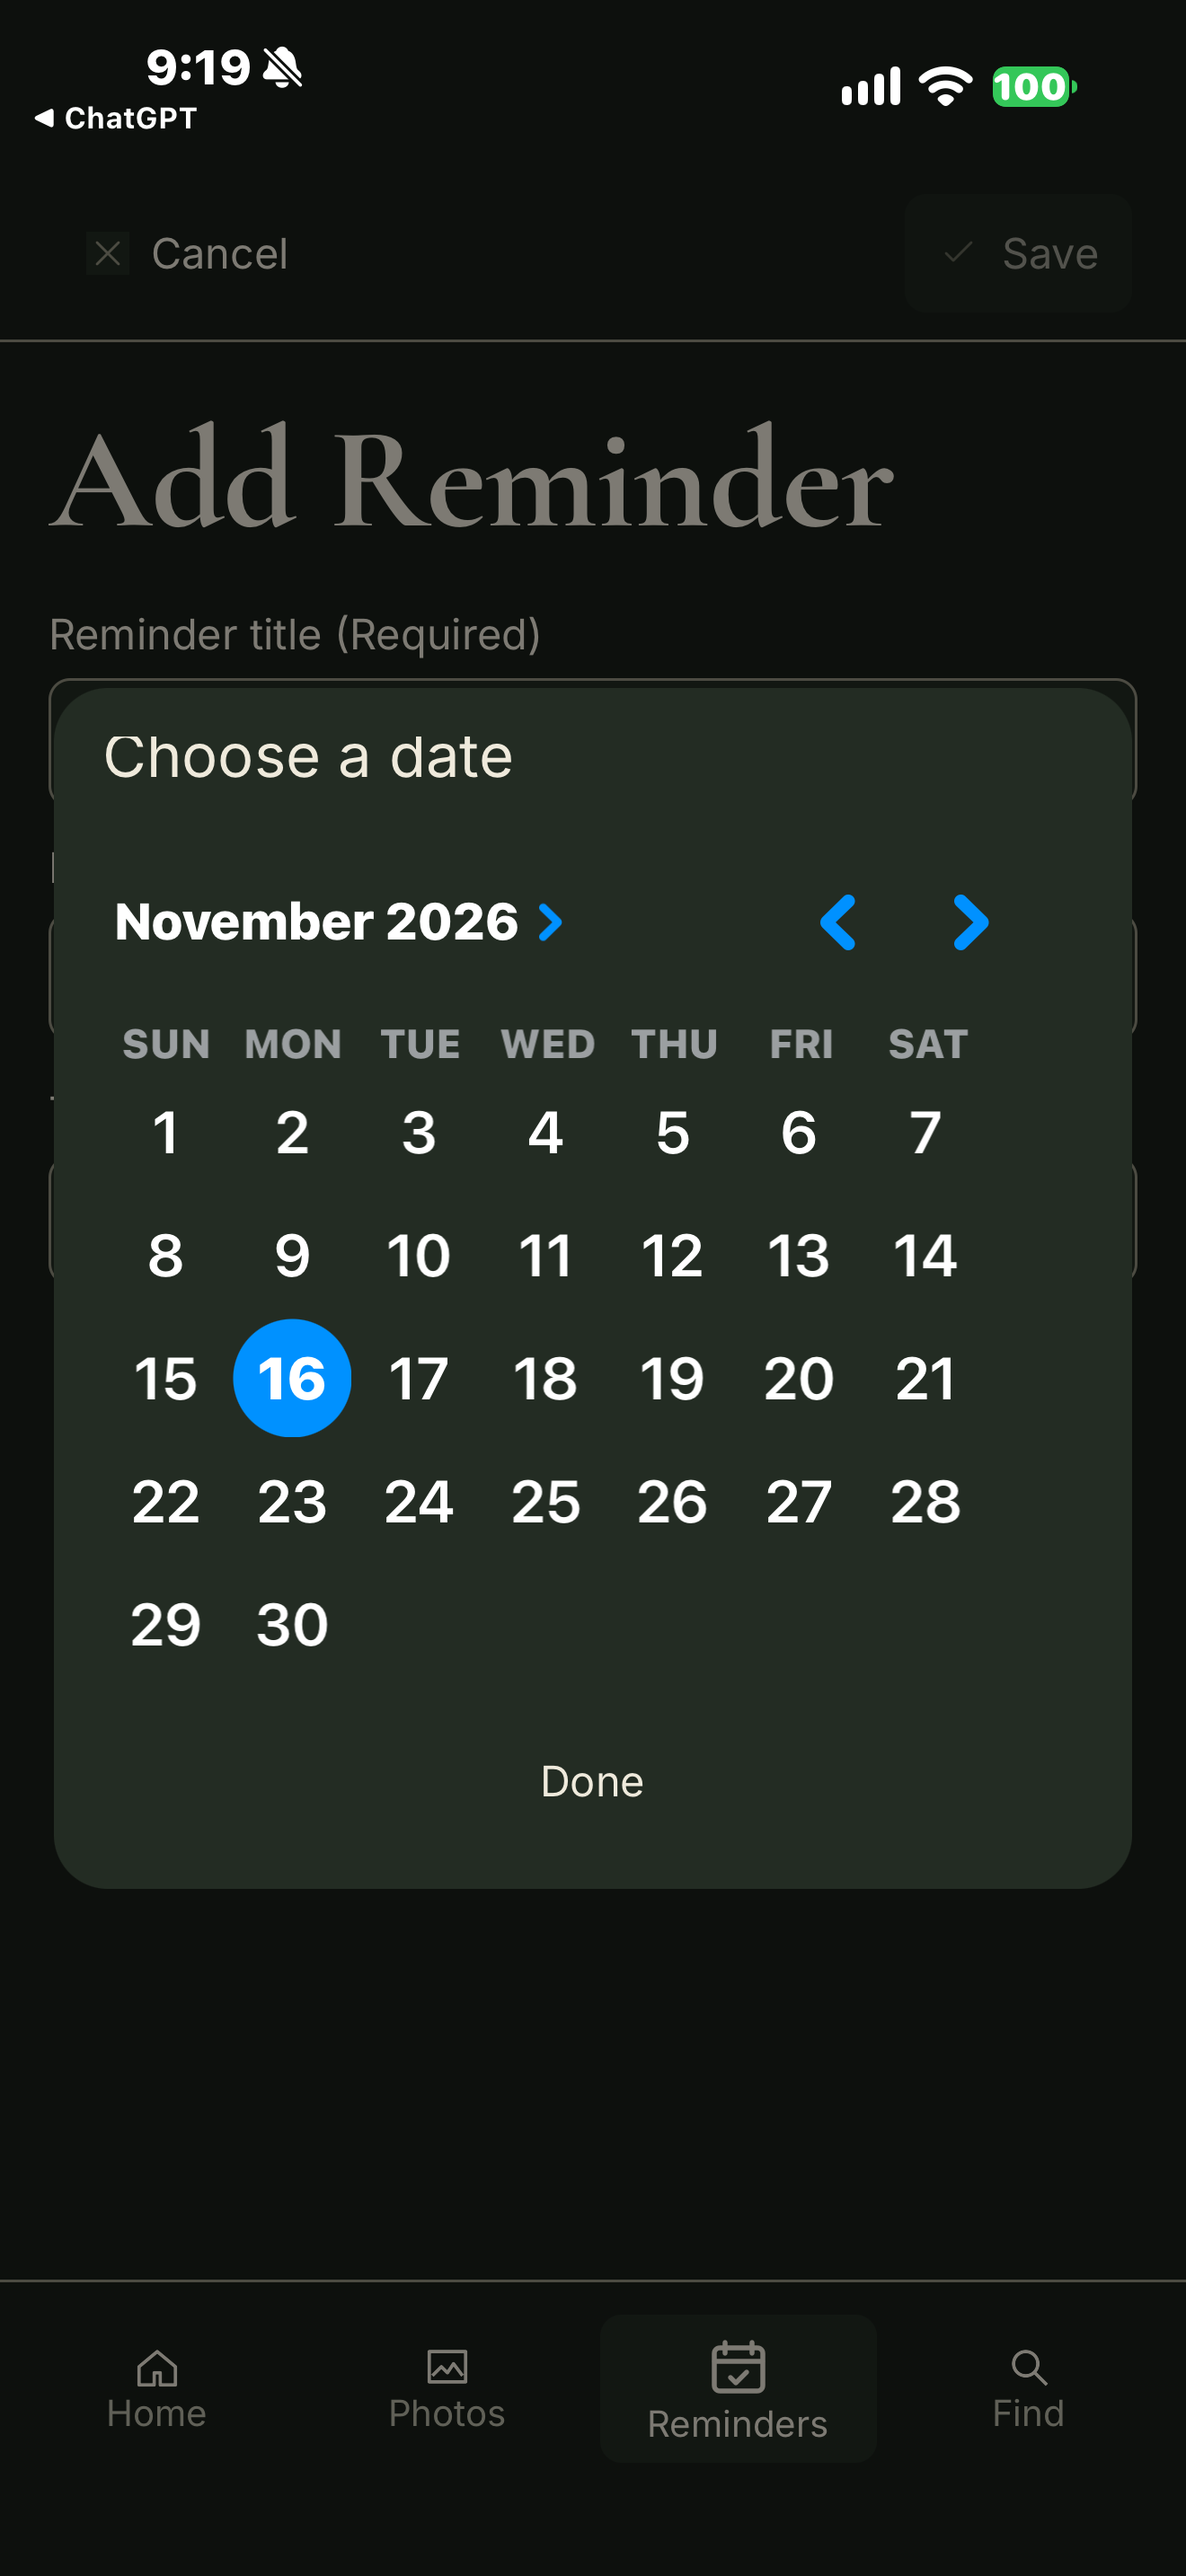 9:19
100
ChatGPT
Cancel
Save
Add Reminder
Reminder title (Required)
Choose a date
November 2026
SUN MON TUE WED THU FRI SAT
1 2 3 4 5 6 7
8 9 10 11 12 13 14
15 16 17 18 19 20 21
22 23 24 25 26 27 28
29 30
Done
Home Photos Reminders Find